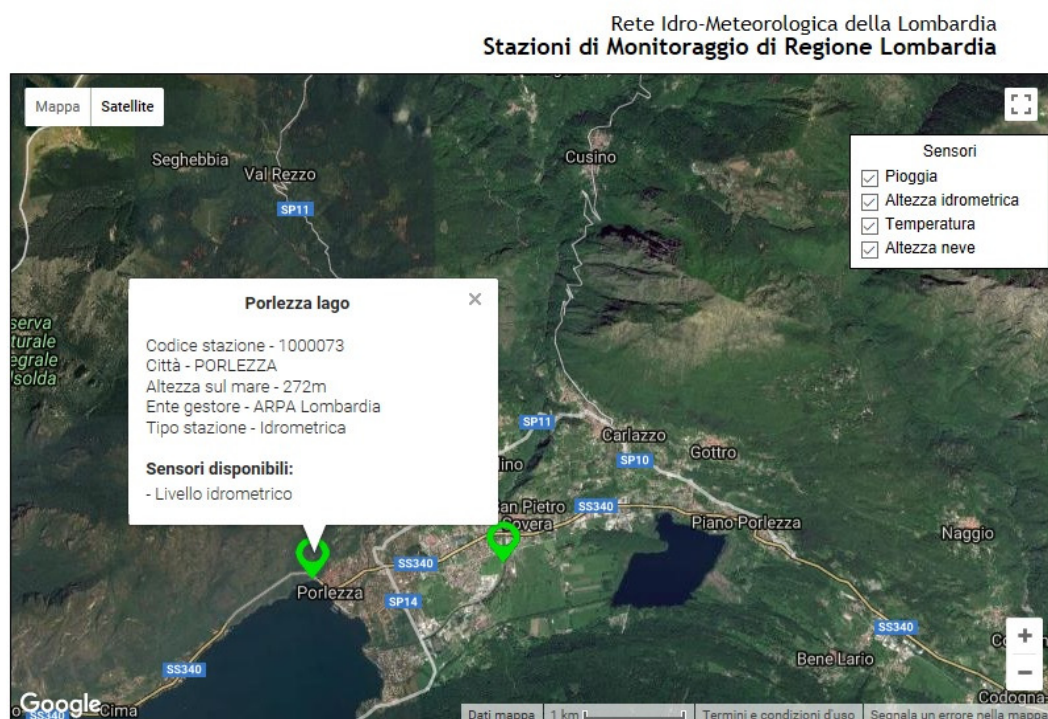 Rete Idro-Meteorologica della Lombardia
Stazioni di Monitoraggio di Regione Lombardia
Mappa
Satellite
Seghebbia
Val Rezzo
SP11
Cusino
Sensori
Pioggia
Altezza idrometrica
Temperatura
Altezza neve
Porlezza lago
Codice stazione - 1000073
Città - PORLEZZA
Altezza sul mare - 272m
Ente gestore - ARPA Lombardia
Tipo stazione - Idrometrica
Sensori disponibili:
- Livello idrometrico
SP11
Carlazzo
SP10
Gottro
SS340
Piano Porlezza
Naggio
SS340
Porlezza
SP14
SS340
SS340
Bene Lario
+
−
Google
SS340
Cima
Codogna
Dati mappa
1 km
Termini e condizioni d'uso
Segnala un errore nella mappa